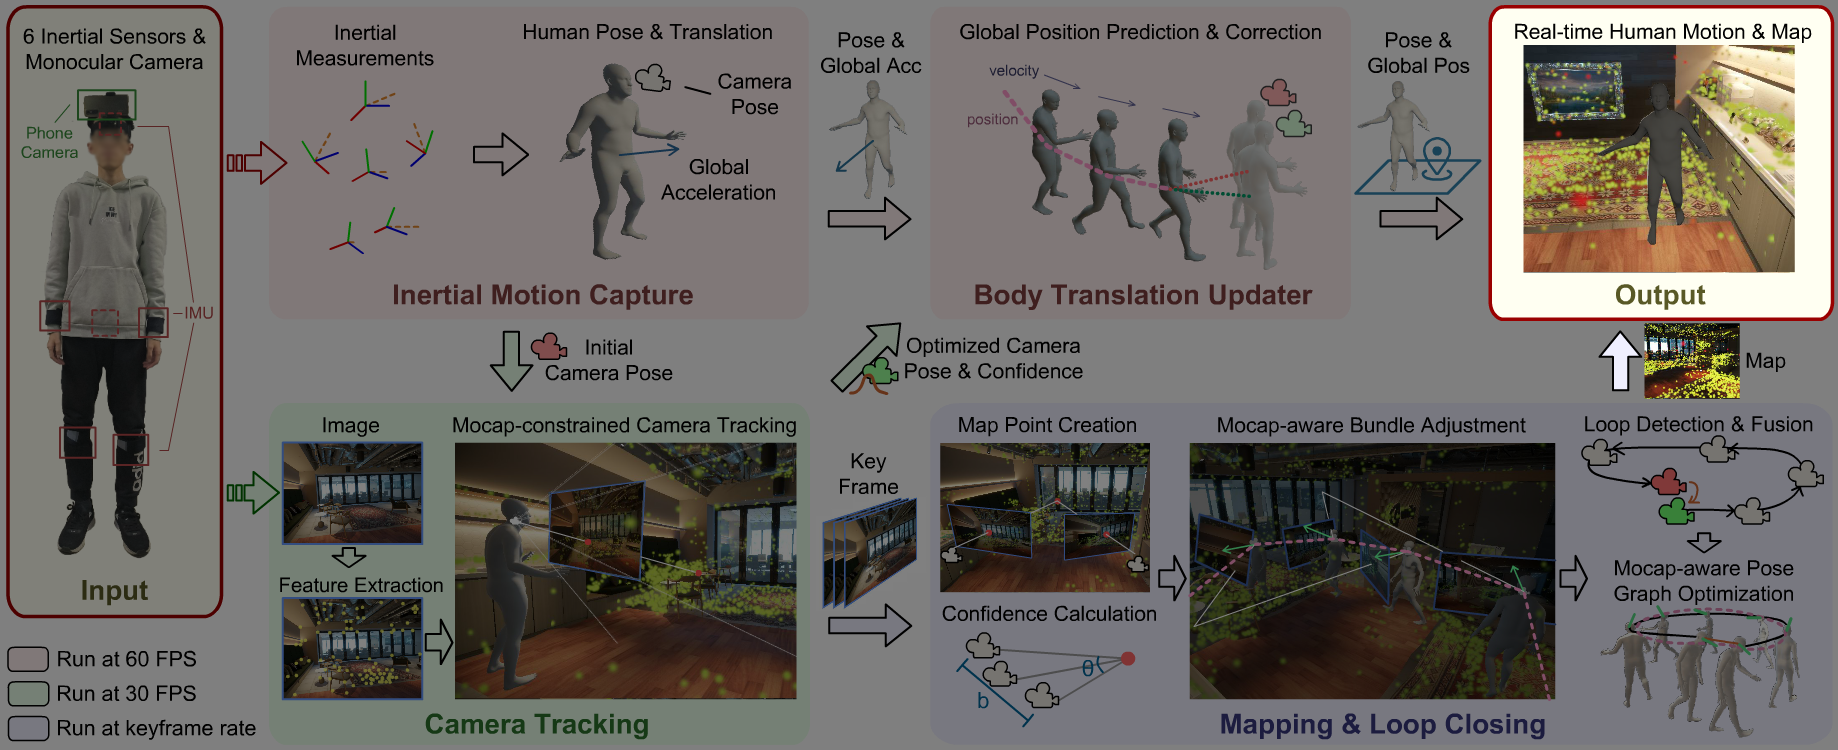 6 Inertial Sensors &
Monocular Camera
Phone
Camera
IMU
Input
Run at 60 FPS
Run at 30 FPS
Run at keyframe rate
Inertial
Measurements
Human Pose & Translation
Camera
Pose
Global
Acceleration
Inertial Motion Capture
Pose &
Global Acc
Global Position Prediction & Correction
velocity
position
Body Translation Updater
Pose &
Global Pos
Real-time Human Motion & Map
Output
Initial
Camera Pose
Optimized Camera
Pose & Confidence
Map
Image
Feature Extraction
Mocap-constrained Camera Tracking
Camera Tracking
Key
Frame
Map Point Creation
Confidence Calculation
θ
b
Mocap-aware Bundle Adjustment
Loop Detection & Fusion
Mocap-aware Pose
Graph Optimization
Mapping & Loop Closing